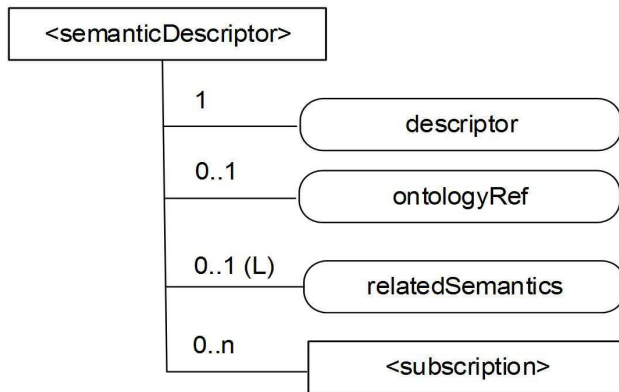 <semanticDescriptor>
1
descriptor
0..1
ontologyRef
0..1 (L)
relatedSemantics
0..n
<subscription>